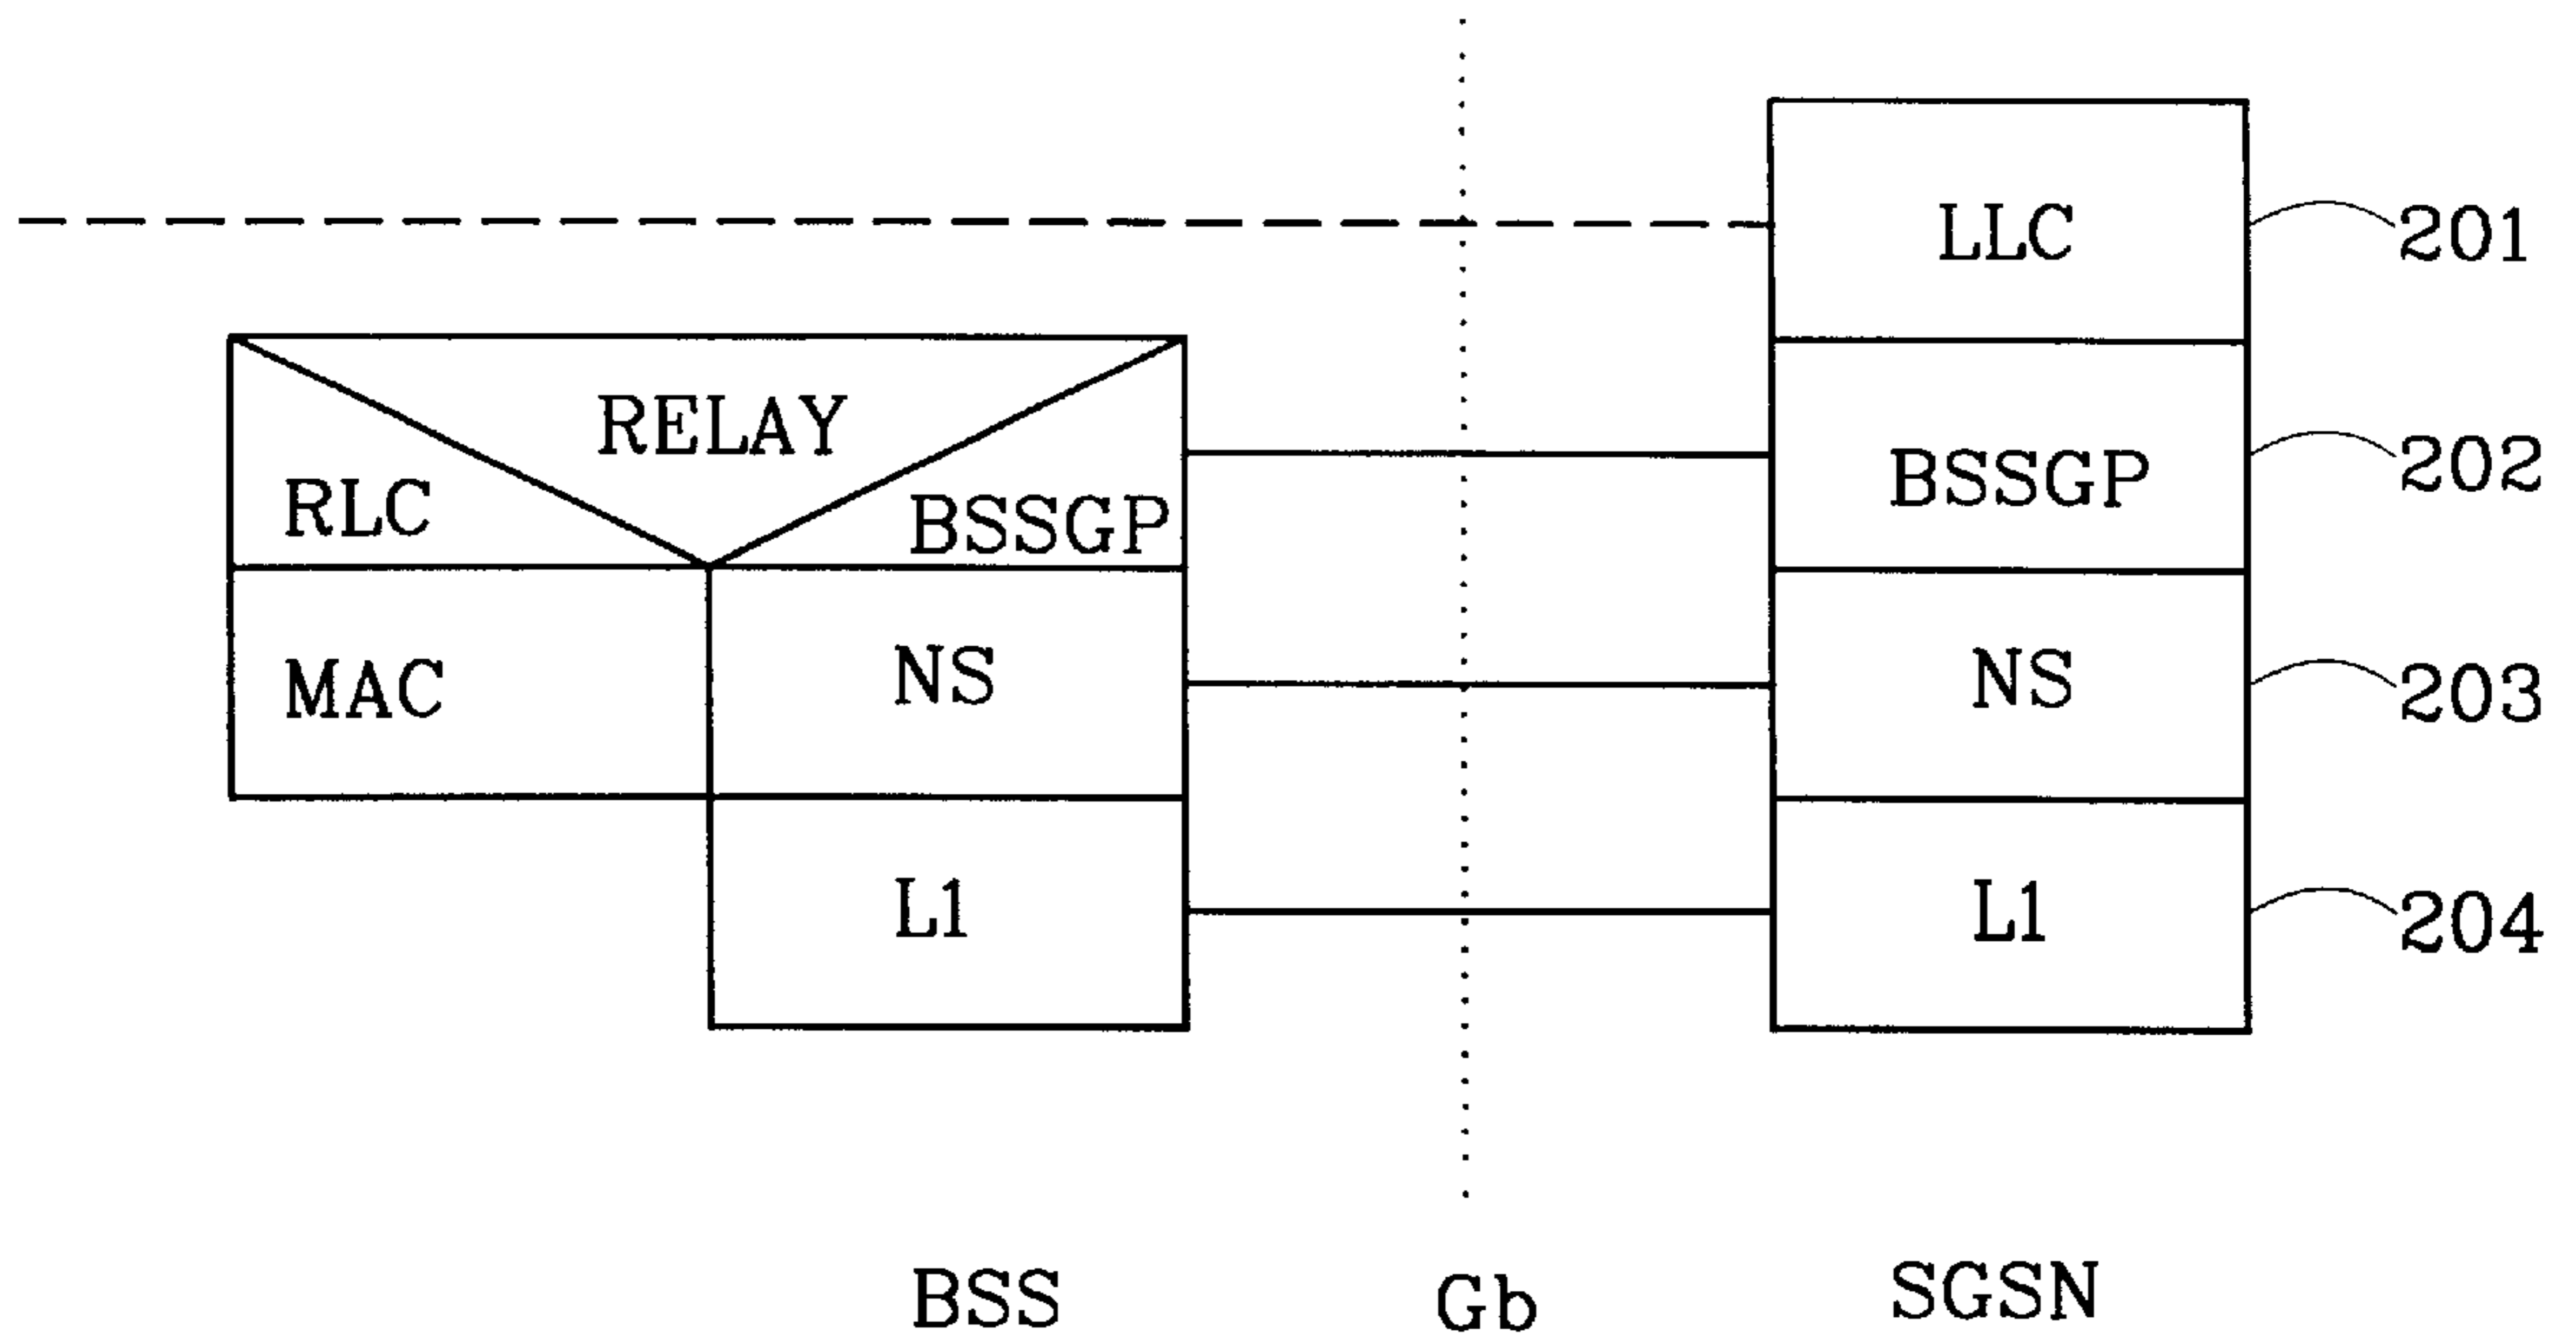 LLC 201
RELAY
RLC BSSGP BSSGP 202
MAC NS NS 203
L1 L1 204
BSS Gb SGSN